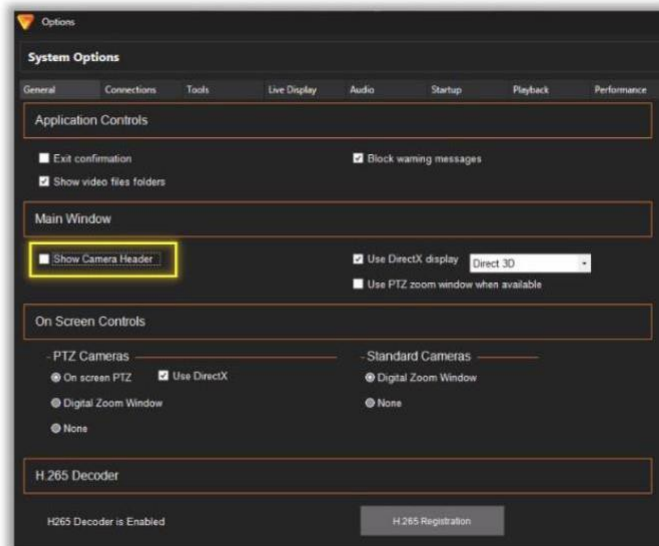 Options
System Options
General Connections Tools Live Display Audio Startup Playback Performance
Application Controls
Exit confirmation Block warning messages
Show video files folders
Main Window
Show Camera Header Use DirectX display Direct 3D
Use PTZ zoom window when available
On Screen Controls
PTZ Cameras Standard Cameras
On screen PTZ Use DirectX Digital Zoom Window
Digital Zoom Window None
None
H.265 Decoder
H265 Decoder is Enabled H.265 Registration